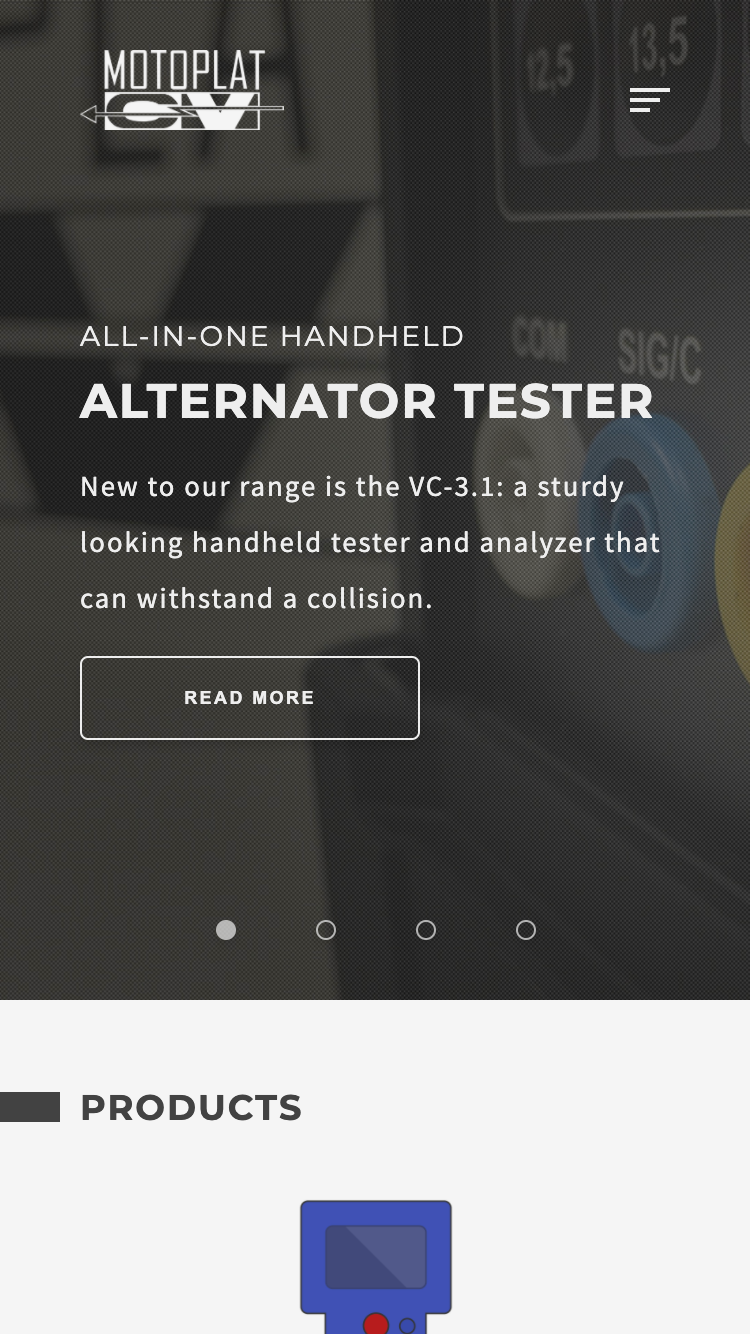 MOTOPLAT
CV
12,5
13,5
COM
SIG/C
ALL-IN-ONE HANDHELD
ALTERNATOR TESTER
New to our range is the VC-3.1: a sturdy
looking handheld tester and analyzer that
can withstand a collision.
READ MORE
PRODUCTS